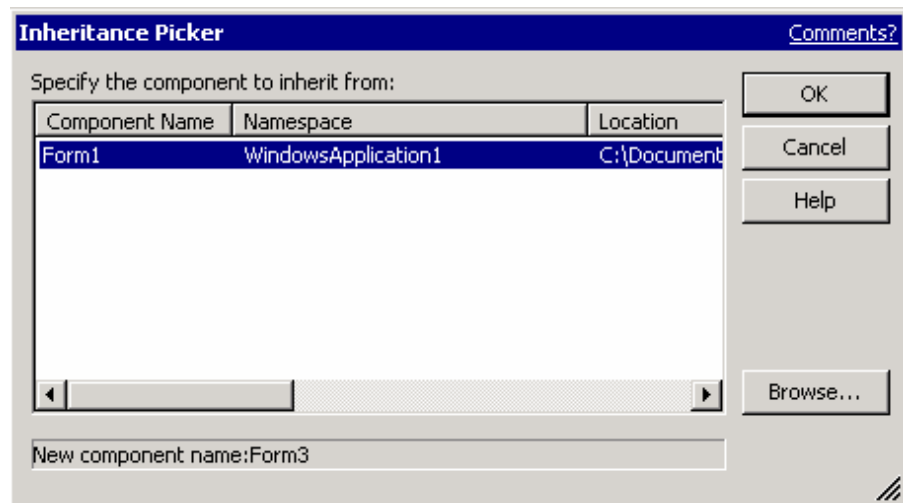 Inheritance Picker Comments?
Specify the component to inherit from:
OK
Component Name Namespace Location
Form1 WindowsApplication1 C:\Document
Cancel
Help
Browse...
New component name:Form3